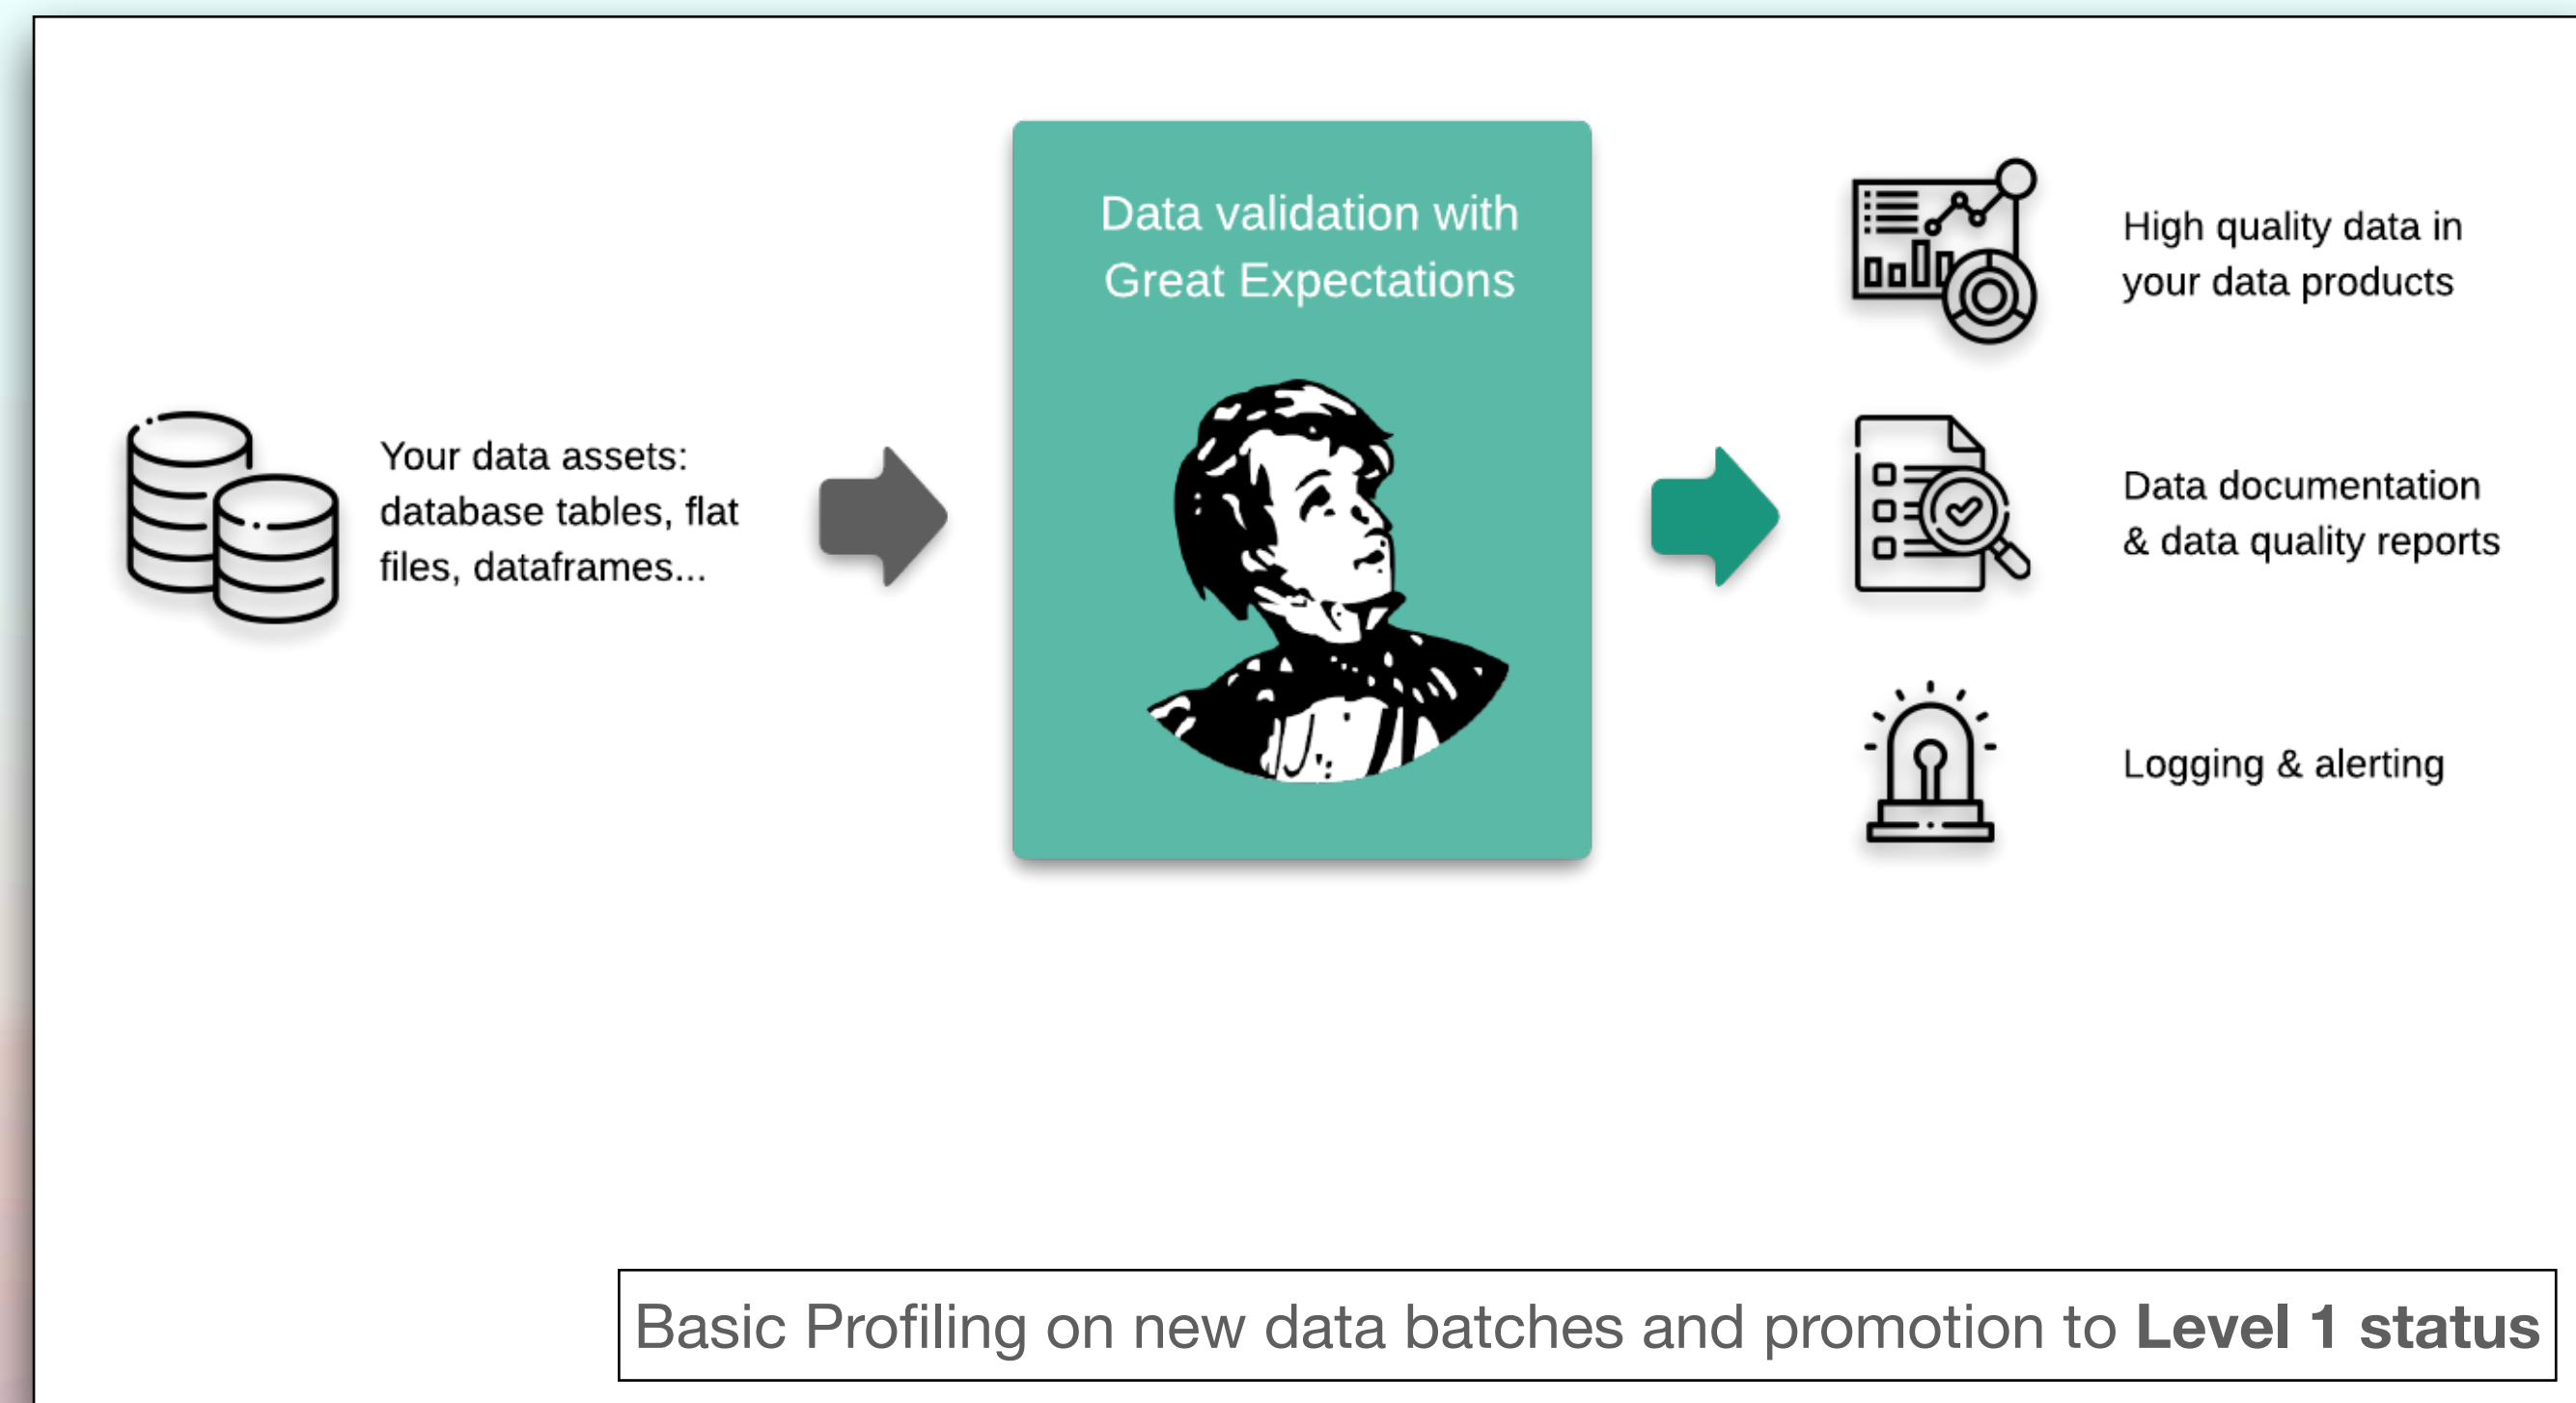 Your data assets:
database tables, flat
files, dataframes...
Data validation with
Great Expectations
High quality data in
your data products
Data documentation
& data quality reports
Logging & alerting
Basic Profiling on new data batches and promotion to Level 1 status